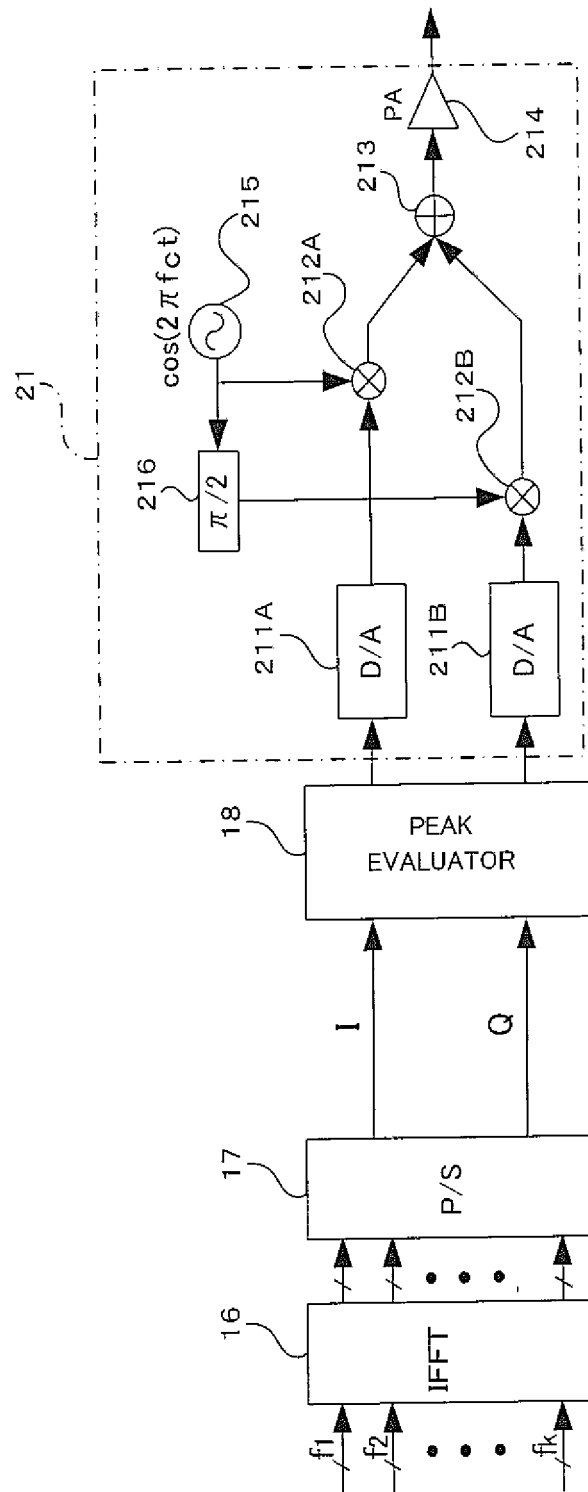 f1
f2
fk
16
IFFT
17
P/S
I
Q
18
PEAK
EVALUATOR
21
211A
D/A
211B
D/A
216
π/2
cos(2πfct)
215
212A
212B
213
PA
214